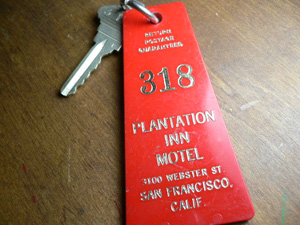 RETURN
POSTAGE
GUARANTEED
318
PLANTATION
INN
MOTEL
3100 WEBSTER ST
SAN FRANCISCO,
CALIF.